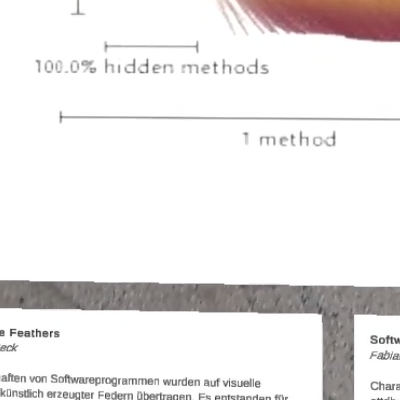 100.0% hidden methods
1 method
e Feathers
eck
aften von Softwareprogrammen wurden auf visuelle
künstlich erzeugter Federn übertragen. Es entstanden für
Softw
Fabia
Chara